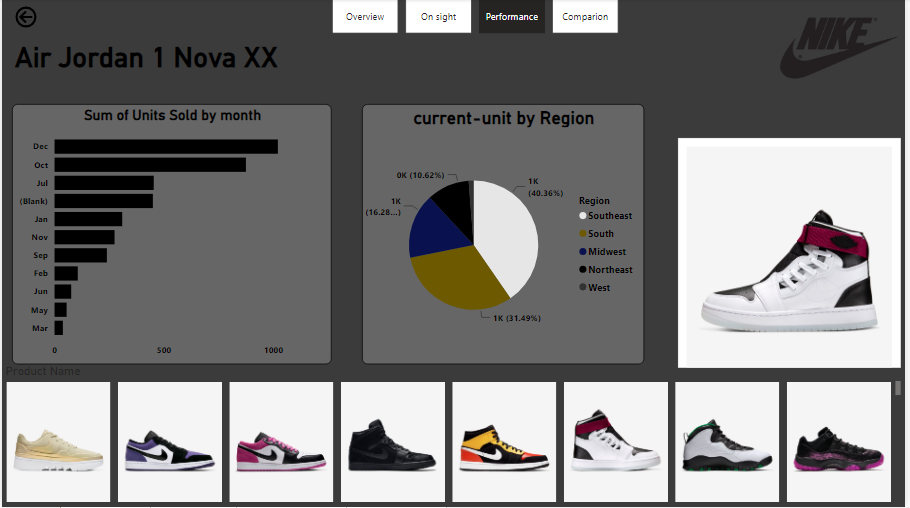 Overview
On sight
Performance
Comparion
Air Jordan 1 Nova XX
NIKE
Sum of Units Sold by month
Dec
Oct
Jul
(Blank)
Jan
Nov
Sep
Feb
Jun
May
Mar
0
500
1000
current-unit by Region
0K (10.62%)
1K
(40.36%)
1K
(16.28...)
1K (31.49%)
Region
Southeast
South
Midwest
Northeast
West
Product Name